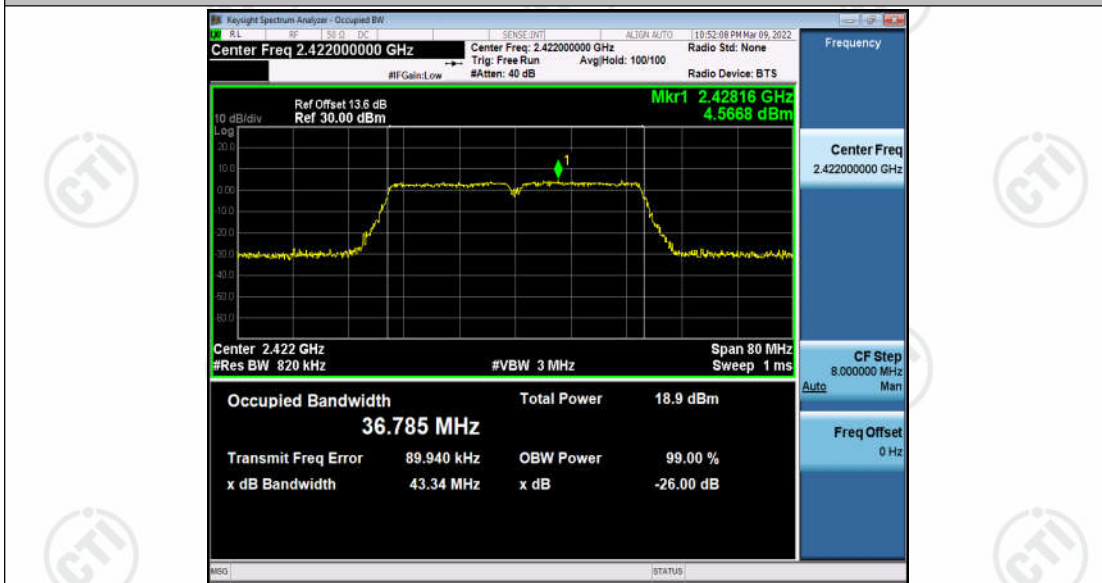 Keysight Spectrum Analyzer - Occupied BW
RL RF 50 Ω DC SENSE:INT ALIGN AUTO 10:52:08 PM Mar 09, 2022
Center Freq 2.422000000 GHz
Center Freq: 2.422000000 GHz
Radio Std: None
Trig: Free Run Avg|Hold: 100/100
#IFGain:Low
#Atten: 40 dB
Radio Device: BTS
Ref Offset 13.6 dB
Mkr1 2.42816 GHz
10 dB/div Ref 30.00 dBm
4.5668 dBm
Log
20.0
10.0
0.00
-10.0
-20.0
-30.0
-40.0
-50.0
-60.0
1
Center 2.422 GHz
Span 80 MHz
#Res BW 820 kHz
#VBW 3 MHz
Sweep 1 ms
Occupied Bandwidth
Total Power 18.9 dBm
36.785 MHz
Transmit Freq Error 89.940 kHz
OBW Power 99.00 %
x dB Bandwidth 43.34 MHz
x dB -26.00 dB
MSG
STATUS
Frequency
Center Freq
2.422000000 GHz
CF Step
8.000000 MHz
Auto Man
Freq Offset
0 Hz
CTI
CTI
CTI
CTI